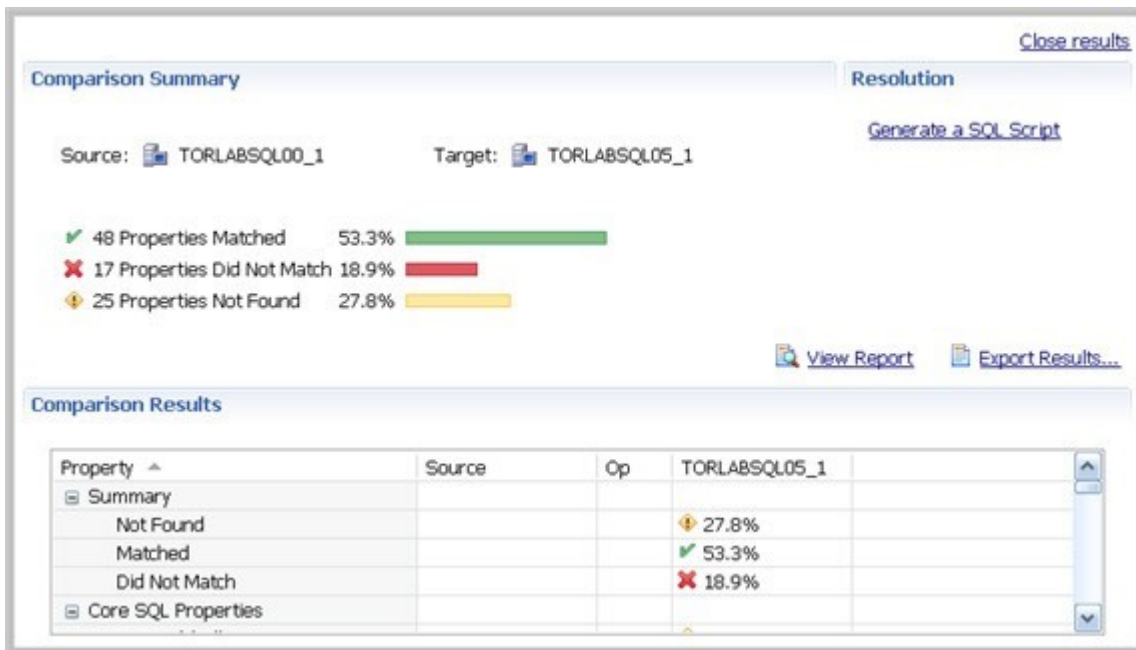 Close results
Comparison Summary
Resolution
Generate a SQL Script
Source: TORLABSQL00_1 Target: TORLABSQL05_1
48 Properties Matched 53.3%
17 Properties Did Not Match 18.9%
25 Properties Not Found 27.8%
View Report Export Results...
Comparison Results
Property Source Op TORLABSQL05_1
Summary
Not Found 27.8%
Matched 53.3%
Did Not Match 18.9%
Core SQL Properties